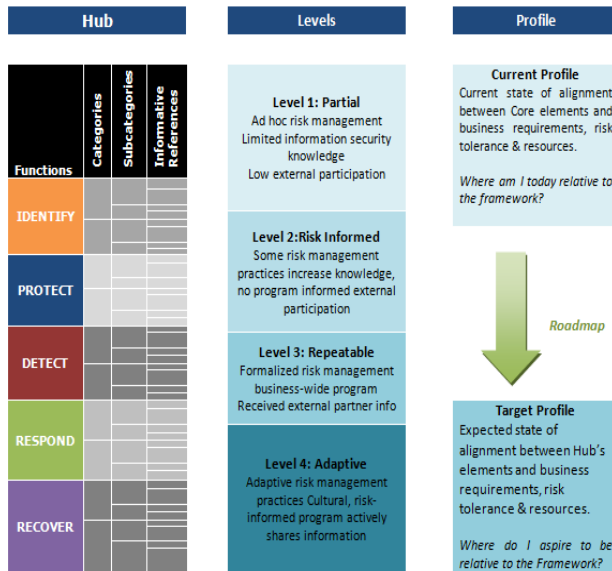 Hub
Functions
Categories
Subcategories
Informative
References
IDENTIFY
PROTECT
DETECT
RESPOND
RECOVER
Levels
Level 1: Partial
Ad hoc risk management
Limited information security
knowledge
Low external participation
Level 2:Risk Informed
Some risk management
practices increase knowledge,
no program informed external
participation
Level 3: Repeatable
Formalized risk management
business-wide program
Received external partner info
Level 4: Adaptive
Adaptive risk management
practices Cultural, risk-
informed program actively
shares information
Profile
Current Profile
Current state of alignment
between Core elements and
business requirements, risk
tolerance & resources.
Where am I today relative to
the framework?
Roadmap
Target Profile
Expected state of
alignment between Hub's
elements and business
requirements, risk
tolerance & resources.
Where do I aspire to be
relative to the Framework?